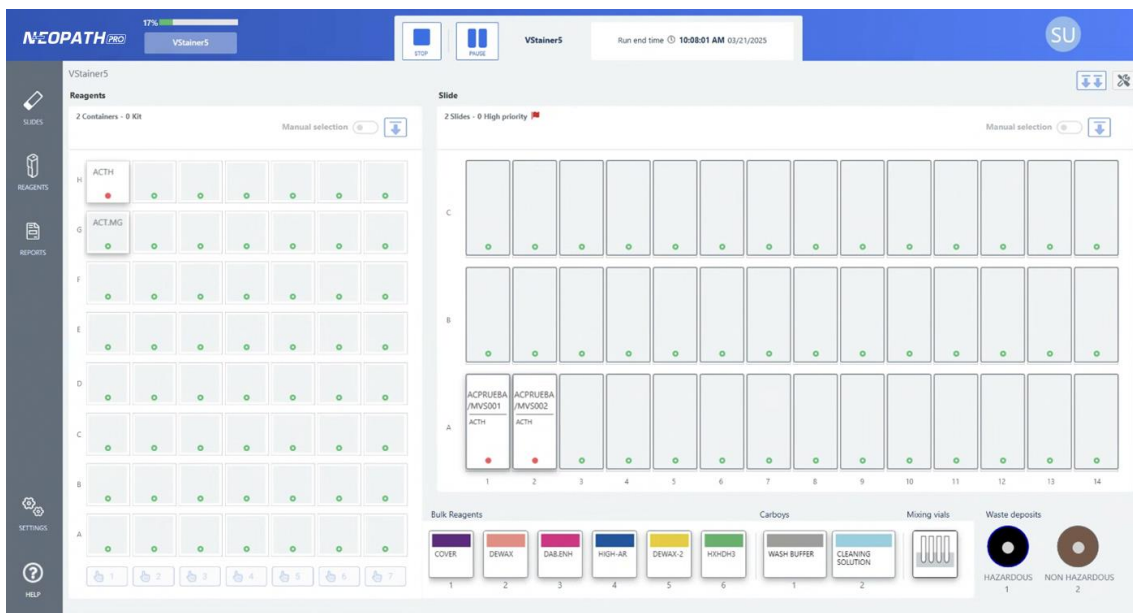 NEOPATH PRO
17%
VStainer5
STOP
PAUSE
VStainer5
Run end time 10:08:01 AM 03/21/2025
SU
SLIDES
REAGENTS
REPORTS
SETTINGS
HELP
VStainer5
Reagents
2 Containers - 0 Kit
Manual selection
H
ACTH
G
ACT.MG
F
E
D
C
B
A
1 2 3 4 5 6 7
Slide
2 Slides - 0 High priority
Manual selection
C
B
A
ACPRUEBA
/MVS001
ACTH
ACPRUEBA
/MVS002
ACTH
1 2 3 4 5 6 7 8 9 10 11 12 13 14
Bulk Reagents
COVER
1
DEWAX
2
DAB.ENH
3
HIGH-AR
4
DEWAX-2
5
HXHDH3
6
Carboys
WASH BUFFER
1
CLEANING
SOLUTION
2
Mixing vials
Waste deposits
HAZARDOUS
1
NON HAZARDOUS
2